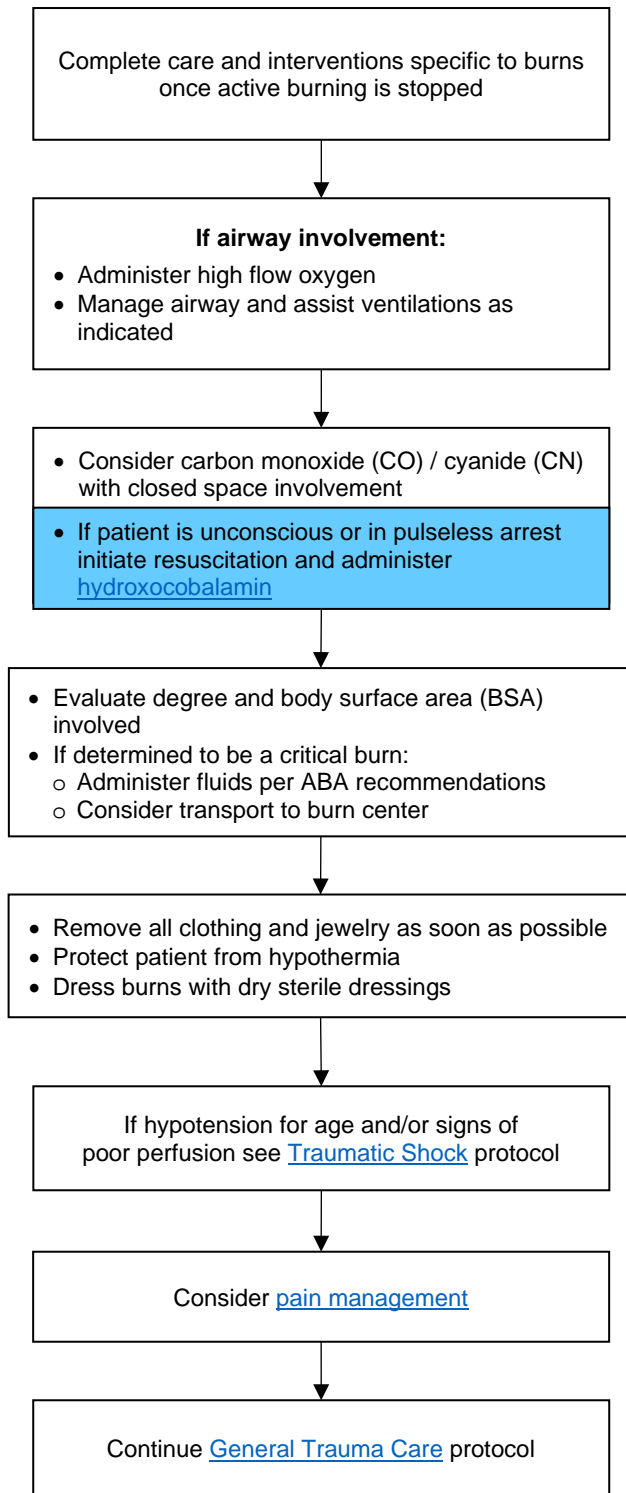 Complete care and interventions specific to burns
once active burning is stopped
If airway involvement:
• Administer high flow oxygen
• Manage airway and assist ventilations as
indicated
• Consider carbon monoxide (CO) / cyanide (CN)
with closed space involvement
• If patient is unconscious or in pulseless arrest
initiate resuscitation and administer
hydroxocobalamin
• Evaluate degree and body surface area (BSA)
involved
• If determined to be a critical burn:
o Administer fluids per ABA recommendations
o Consider transport to burn center
• Remove all clothing and jewelry as soon as possible
• Protect patient from hypothermia
• Dress burns with dry sterile dressings
If hypotension for age and/or signs of
poor perfusion see Traumatic Shock protocol
Consider pain management
Continue General Trauma Care protocol